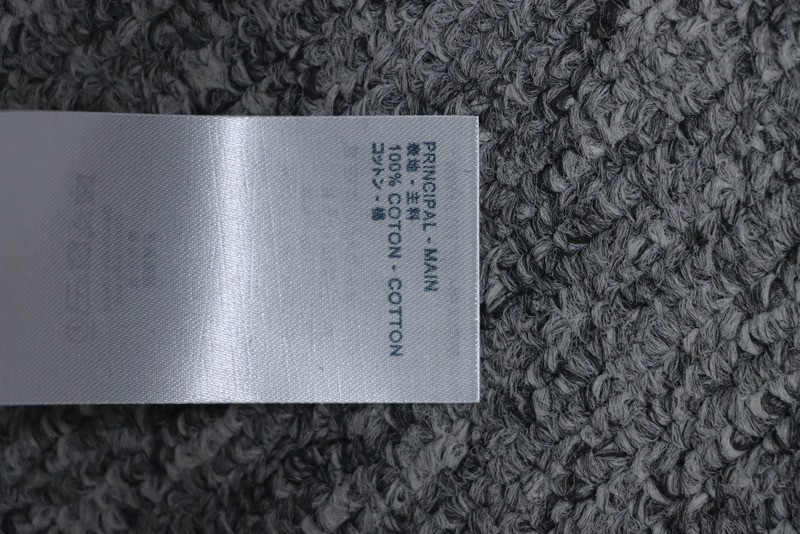 PRINCIPAL - MAIN
表地 - 主料
100% COTON - COTTON
コットン - 棉